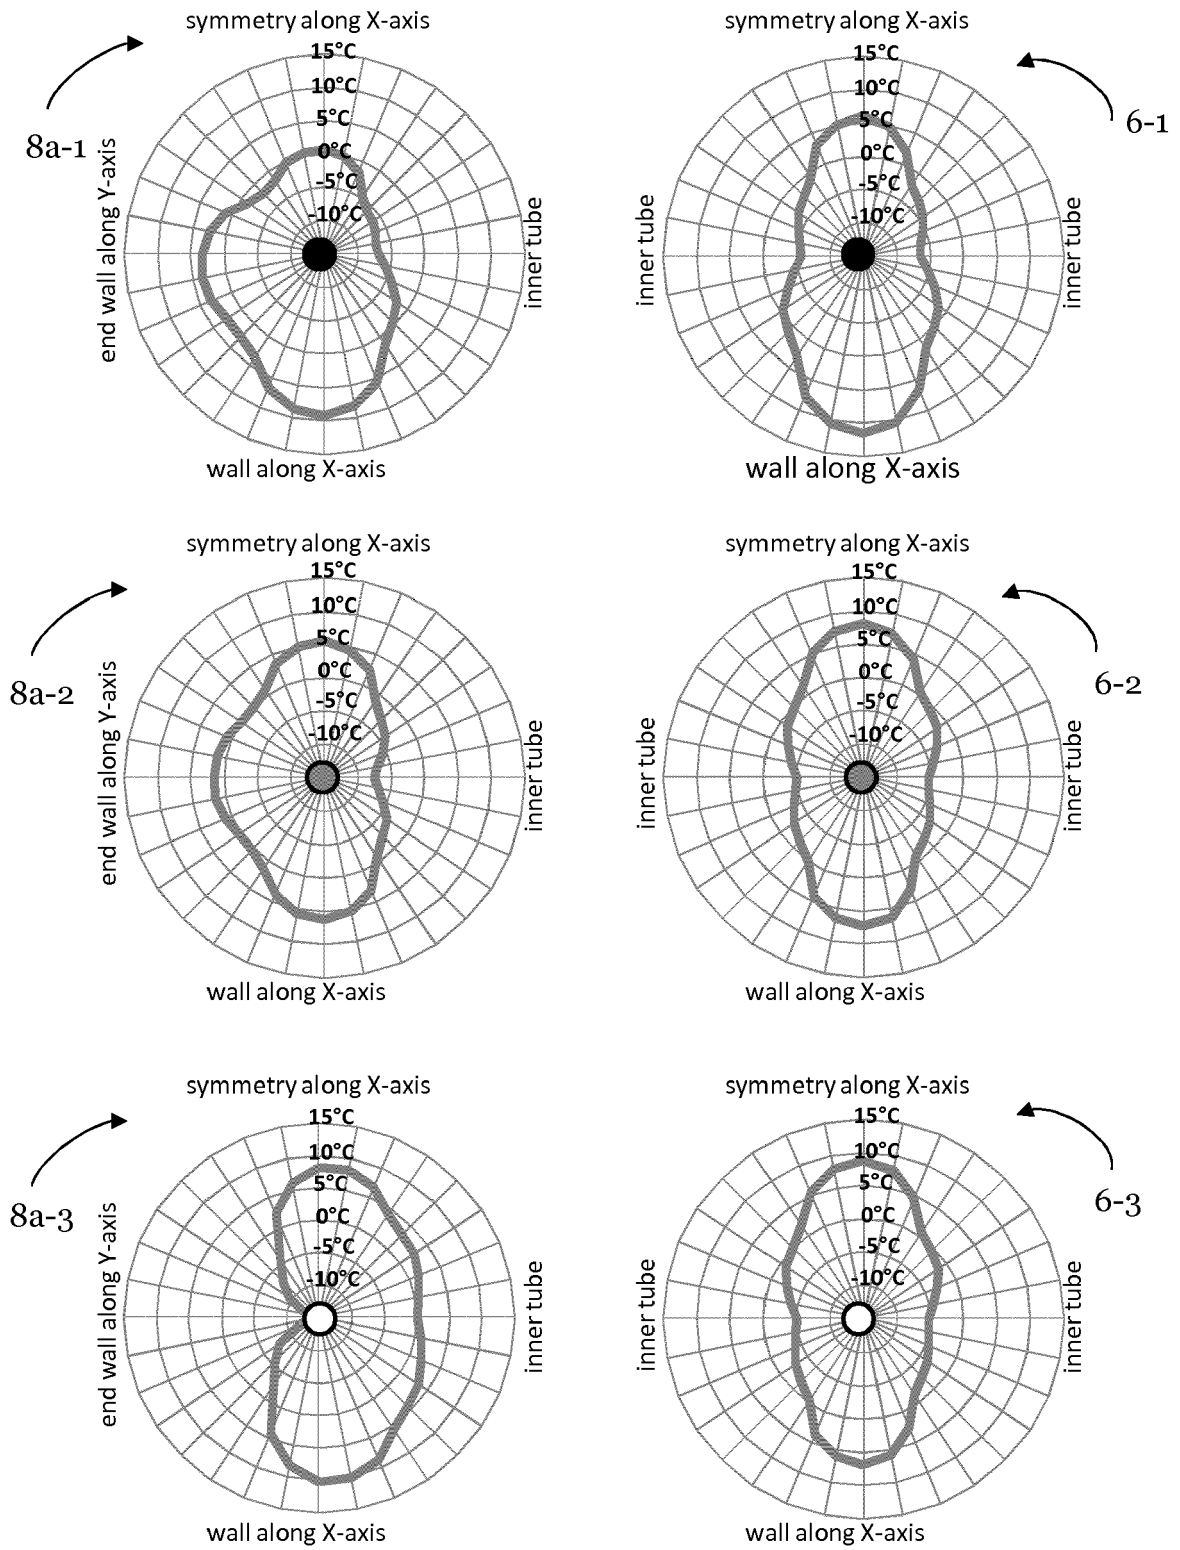 symmetry along X-axis
15°C
10°C
5°C
0°C
-5°C
-10°C
8a-1
end wall along Y-axis
inner tube
wall along X-axis
symmetry along X-axis
15°C
10°C
5°C
0°C
-5°C
-10°C
6-1
inner tube
inner tube
wall along X-axis
symmetry along X-axis
15°C
10°C
5°C
0°C
-5°C
-10°C
8a-2
end wall along Y-axis
inner tube
wall along X-axis
symmetry along X-axis
15°C
10°C
5°C
0°C
-5°C
-10°C
6-2
inner tube
inner tube
wall along X-axis
symmetry along X-axis
15°C
10°C
5°C
0°C
-5°C
-10°C
8a-3
end wall along Y-axis
inner tube
wall along X-axis
symmetry along X-axis
15°C
10°C
5°C
0°C
-5°C
-10°C
6-3
inner tube
inner tube
wall along X-axis